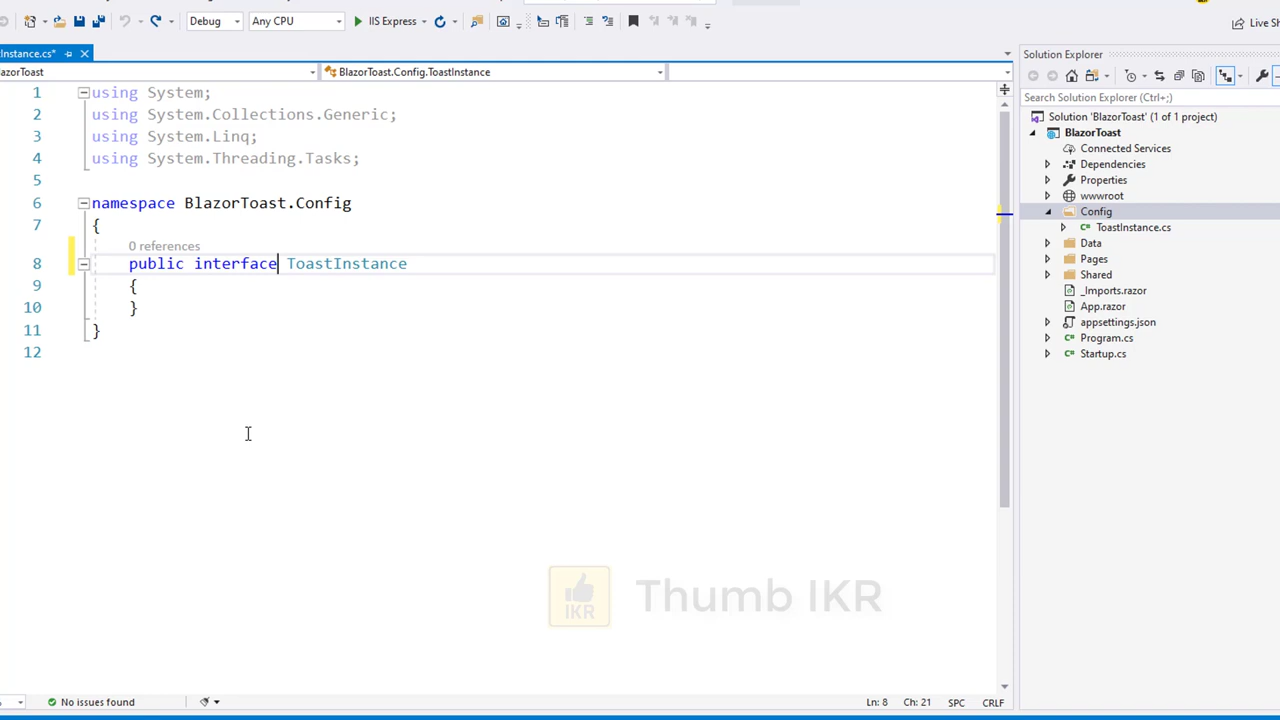 Debug Any CPU IIS Express Live Sh
Instance.cs*
lazorToast BlazorToast.Config.ToastInstance
1 using System;
2 using System.Collections.Generic;
3 using System.Linq;
4 using System.Threading.Tasks;
5
6 namespace BlazorToast.Config
7 {
0 references
8 public interface ToastInstance
9 {
10 }
11 }
12
Solution Explorer
Search Solution Explorer (Ctrl+;)
Solution 'BlazorToast' (1 of 1 project)
BlazorToast
Connected Services
Dependencies
Properties
wwwroot
Config
ToastInstance.cs
Data
Pages
Shared
_Imports.razor
App.razor
appsettings.json
Program.cs
Startup.cs
IKR
Thumb IKR
No issues found Ln: 8 Ch: 21 SPC CRLF